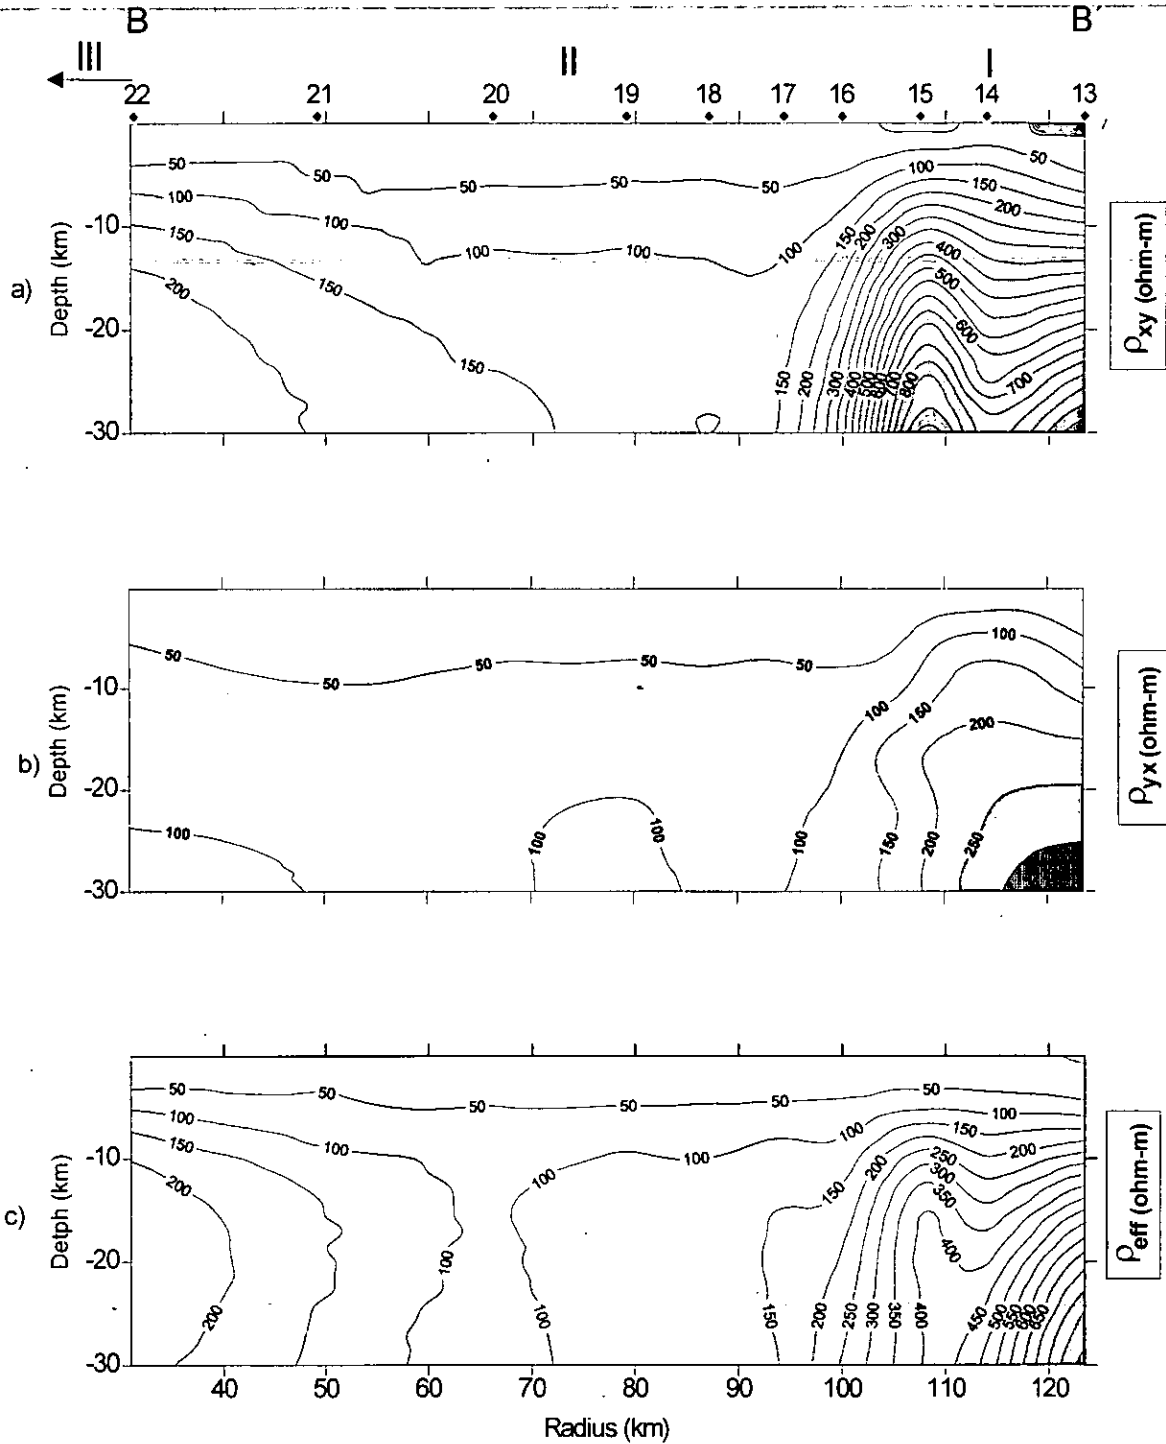 B B´
III II I
22 21 20 19 18 17 16 15 14 13
a)
Depth (km)
-10
-20
-30
50 50 50 50 50 50
100 100 100 100 100 100
150 150 150 150 150 150
200 200 200 200
300 300
400 400
500 500
600 600
700 700
800
ρxy (ohm-m)
b)
Depth (km)
-10
-20
-30
50 50 50 50 50
100 100 100 100 100 100
150 150
200 200
250
ρyx (ohm-m)
c)
Detph (km)
-10
-20
-30
50 50 50 50 50 50
100 100 100 100 100 100 100 100
150 150 150 150
200 200 200 200 200
250 250
300 300
350 350
400 400
450
500
550
600
650
ρeff (ohm-m)
40 50 60 70 80 90 100 110 120
Radius (km)